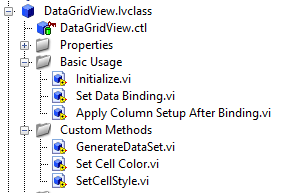 DataGridView.lvclass
DataGridView.ctl
Properties
Basic Usage
Initialize.vi
Set Data Binding.vi
Apply Column Setup After Binding.vi
Custom Methods
GenerateDataSet.vi
Set Cell Color.vi
SetCellStyle.vi